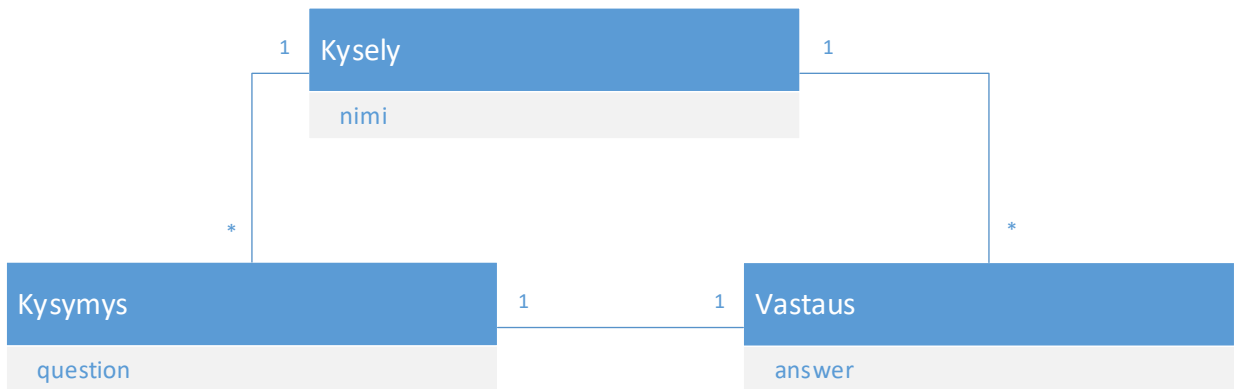 1
Kysely
1
nimi
*
*
Kysymys
1
1
Vastaus
question
answer